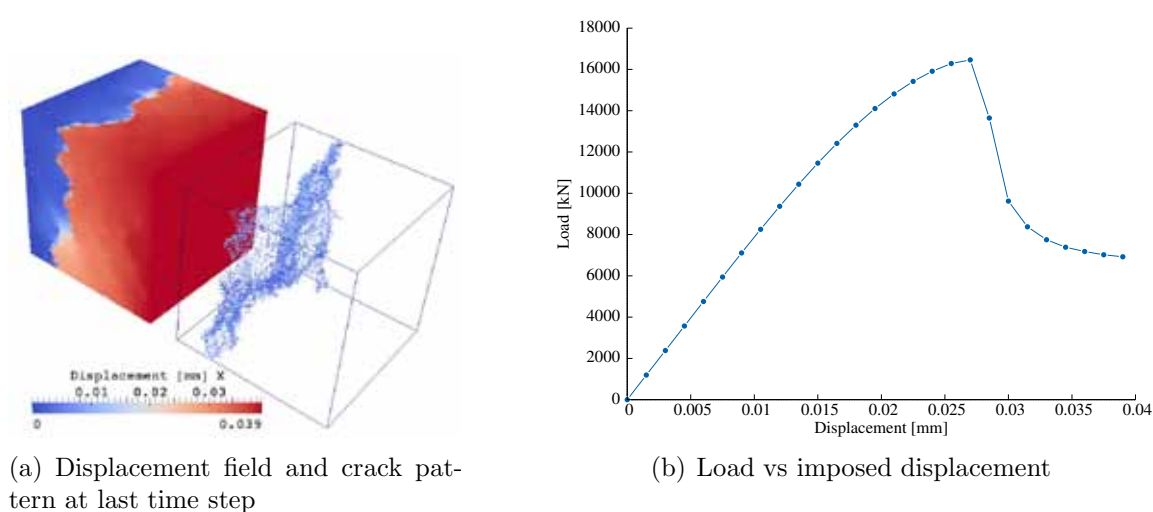 Displacement [mm] X
0.01 0.02 0.03
0 0.039
(a) Displacement field and crack pat-
tern at last time step
18000
16000
14000
12000
10000
8000
6000
4000
2000
0
Load [kN]
0 0.005 0.01 0.015 0.02 0.025 0.03 0.035 0.04
Displacement [mm]
(b) Load vs imposed displacement